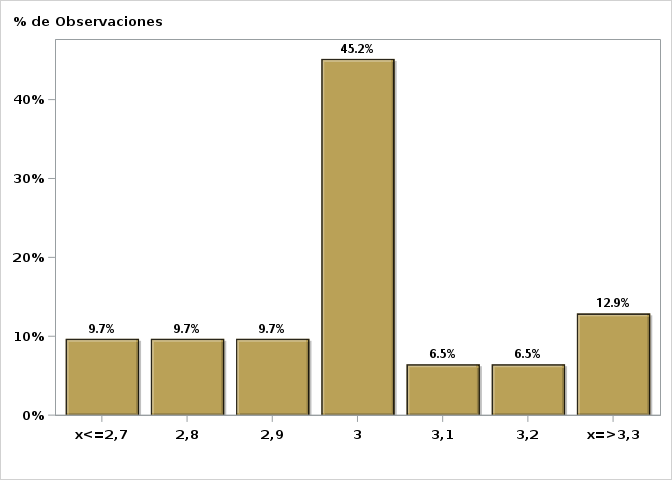 % de Observaciones
45.2%
40%
30%
20%
12.9%
9.7% 9.7% 9.7%
10%
6.5% 6.5%
0%
x<=2,7 2,8 2,9 3 3,1 3,2 x=>3,3